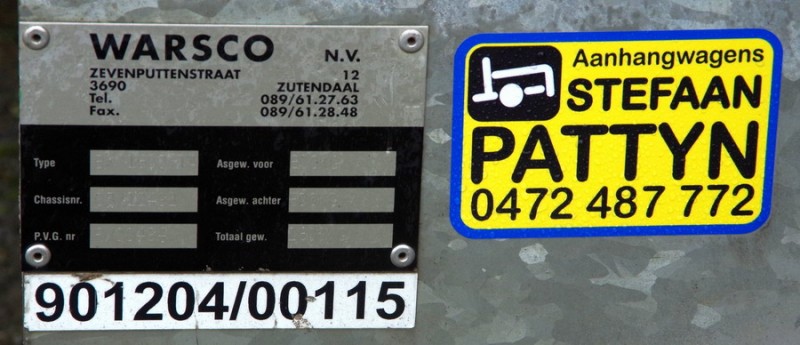 WARSCO N.V.
ZEVENPUTTENSTRAAT 12
3690 ZUTENDAAL
Tel. 089/61.27.63
Fax. 089/61.28.48
Type Asgew. voor
Chassisnr. Asgew. achter
P.V.G. nr Totaal gew.
901204/00115
Aanhangwagens
STEFAAN
PATTYN
0472 487 772